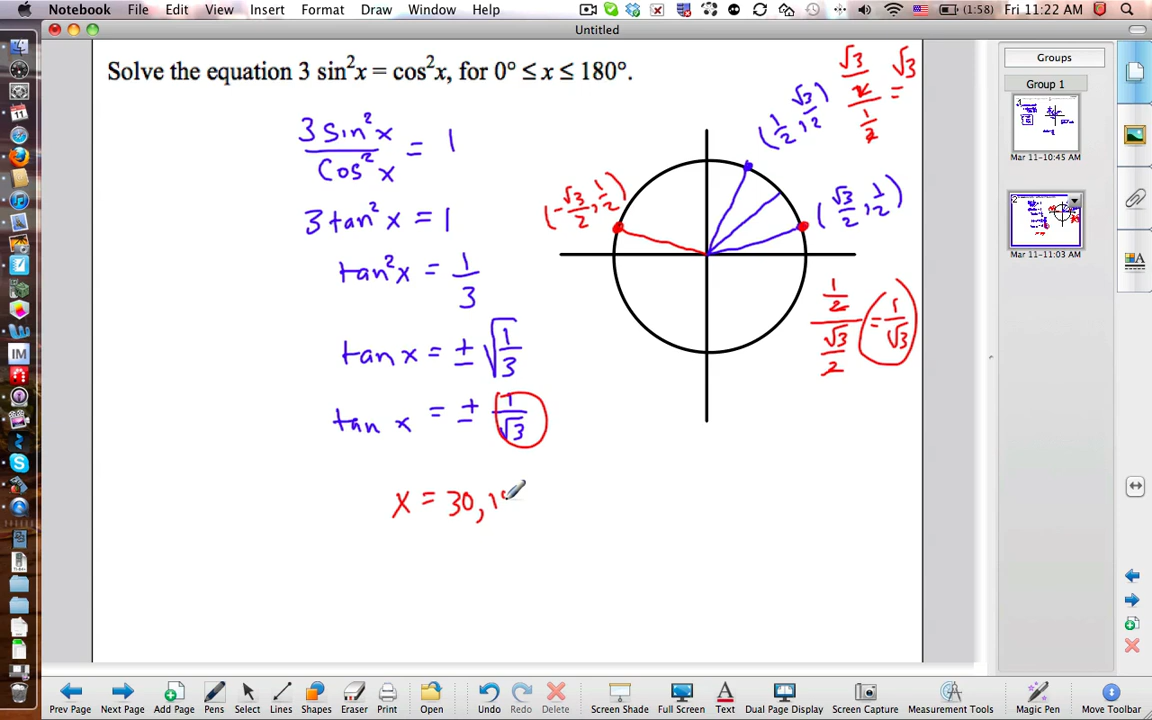 Notebook File Edit View Insert Format Draw Window Help (1:58) Fri 11:22 AM
Untitled
Solve the equation 3 sin²x = cos²x, for 0° ≤ x ≤ 180°.
3 sin²x / cos²x = 1
3 tan²x = 1
tan²x = 1/3
tan x = ± √(1/3)
tan x = ± 1/√3
x = 30, 1
(-√3/2, 1/2)
(1/2, √3/2)
√3/2 / 1/2 = √3
(√3/2, 1/2)
1/2 / √3/2 = 1/√3
Groups
Group 1
Mar 11-10:45 AM
2
Mar 11-11:03 AM
IM
11
Prev Page Next Page Add Page Pens Select Lines Shapes Eraser Print Open Undo Redo Delete Screen Shade Full Screen Text Dual Page Display Screen Capture Measurement Tools Magic Pen Move Toolbar